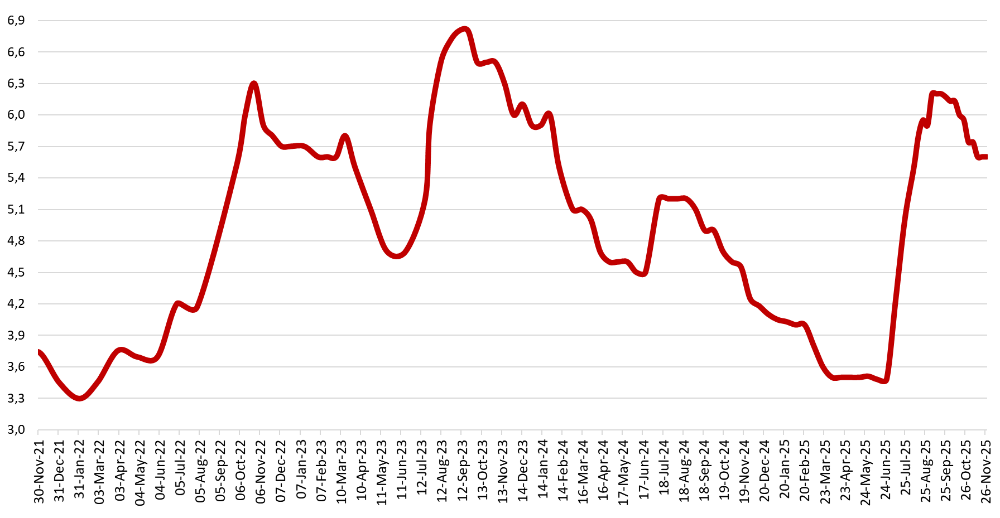 6,9
6,6
6,3
6,0
5,7
5,4
5,1
4,8
4,5
4,2
3,9
3,6
3,3
3,0
30-Nov-21
31-Dec-21
31-Jan-22
03-Mar-22
03-Apr-22
04-May-22
04-Jun-22
05-Jul-22
05-Aug-22
05-Sep-22
06-Oct-22
06-Nov-22
07-Dec-22
07-Jan-23
07-Feb-23
10-Mar-23
10-Apr-23
11-May-23
11-Jun-23
12-Jul-23
12-Aug-23
12-Sep-23
13-Oct-23
13-Nov-23
14-Dec-23
14-Jan-24
14-Feb-24
16-Mar-24
16-Apr-24
17-May-24
17-Jun-24
18-Jul-24
18-Aug-24
18-Sep-24
19-Oct-24
19-Nov-24
20-Dec-24
20-Jan-25
20-Feb-25
23-Mar-25
23-Apr-25
24-May-25
24-Jun-25
25-Jul-25
25-Aug-25
25-Sep-25
26-Oct-25
26-Nov-25